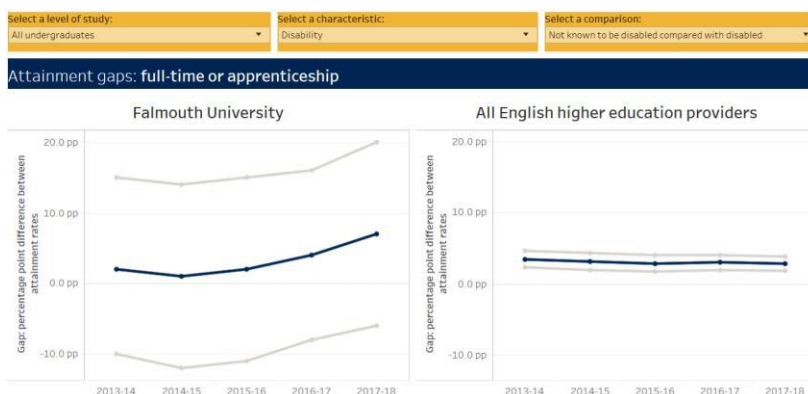 Select a level of study:
All undergraduates
Select a characteristic:
Disability
Select a comparison:
Not known to be disabled compared with disabled
Attainment gaps: full-time or apprenticeship
Falmouth University
Gap: percentage point difference between
attainment rates
20.0 pp
10.0 pp
0.0 pp
-10.0 pp
2013-14 2014-15 2015-16 2016-17 2017-18
All English higher education providers
Gap: percentage point difference between
attainment rates
20.0 pp
10.0 pp
0.0 pp
-10.0 pp
2013-14 2014-15 2015-16 2016-17 2017-18